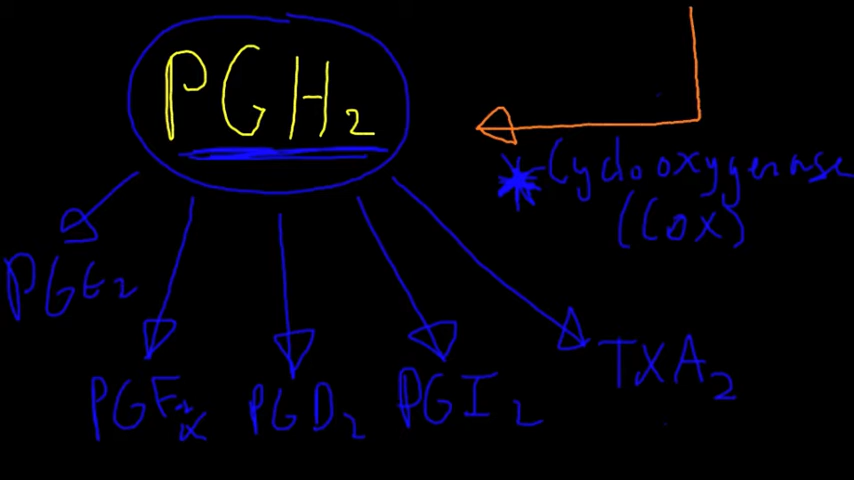 PGH2
*Cyclooxygenase
(COX)
PGE2
PGF2α
PGD2
PGI2
TXA2